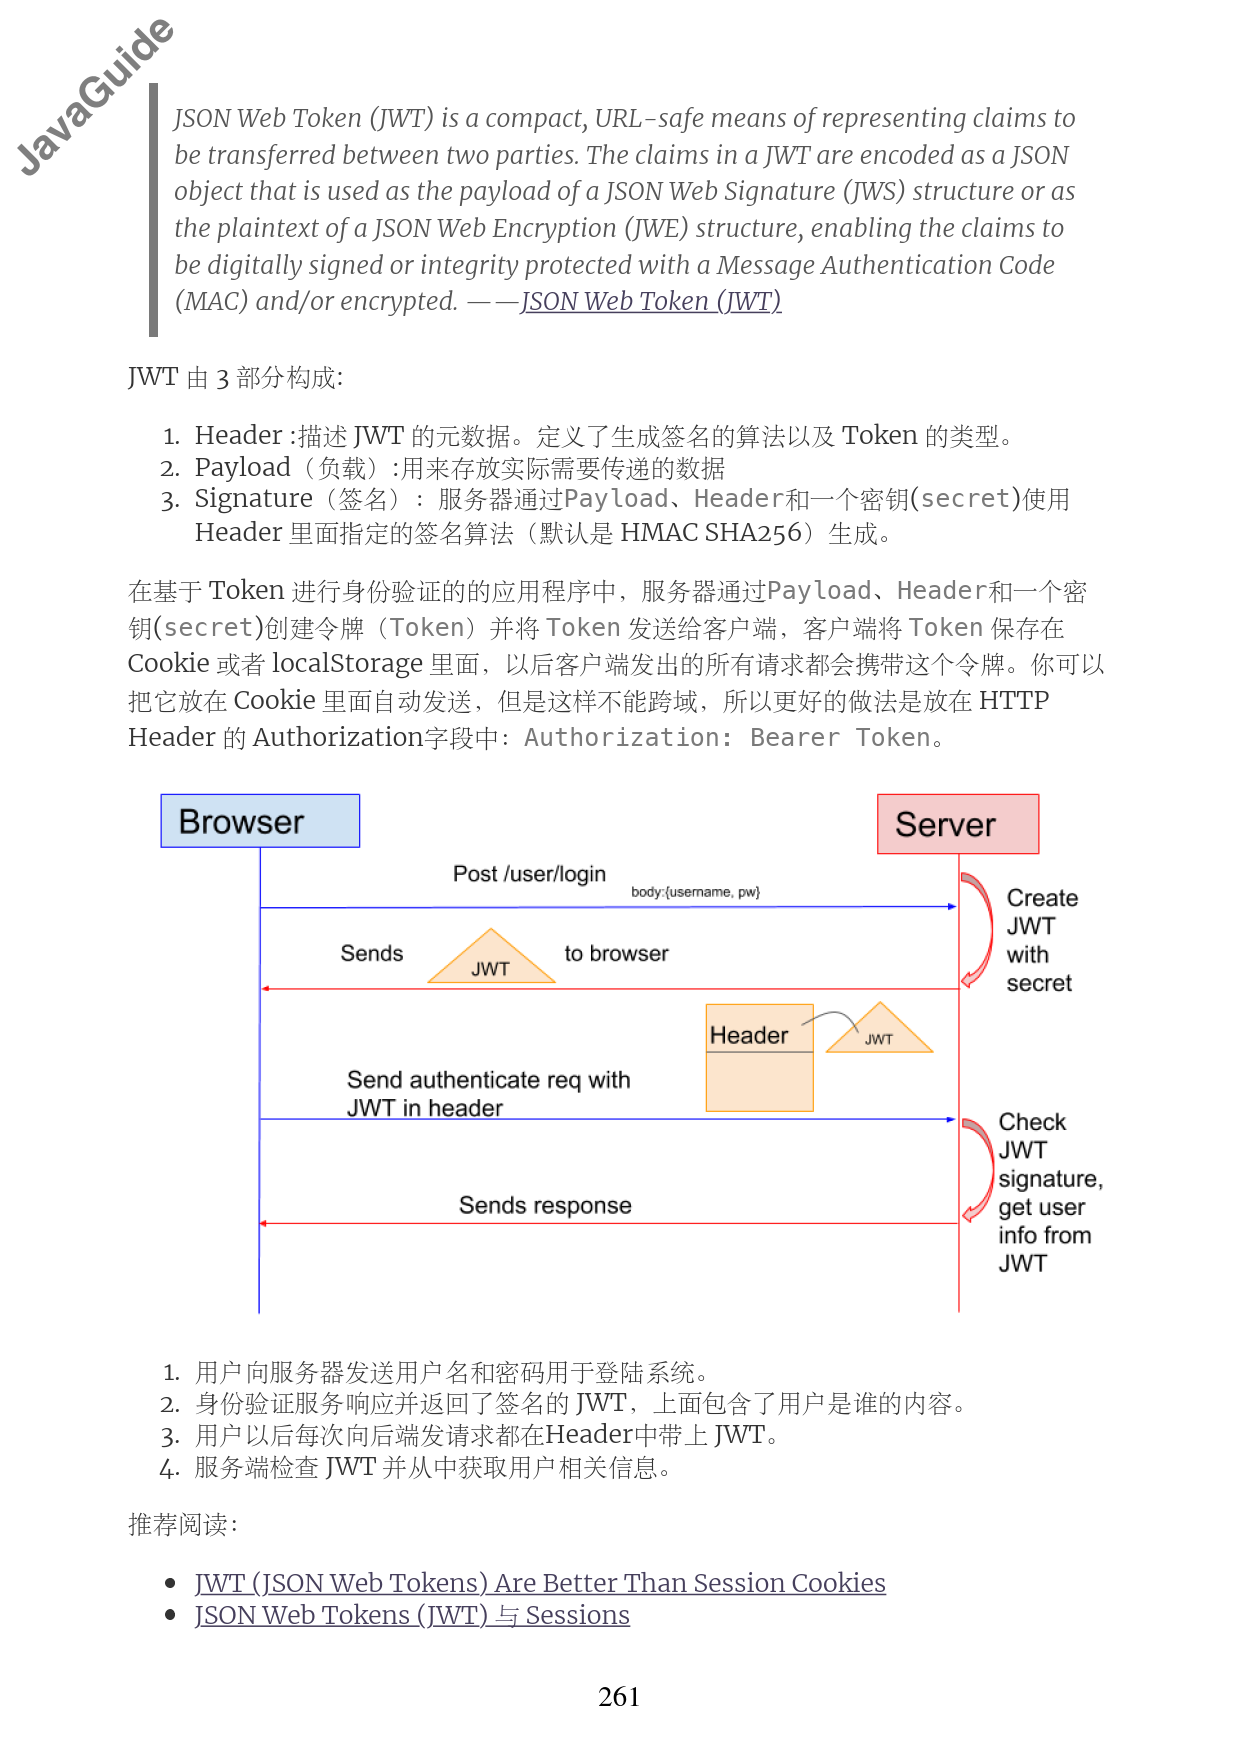 JavaGuide
JSON Web Token (JWT) is a compact, URL-safe means of representing claims to
be transferred between two parties. The claims in a JWT are encoded as a JSON
object that is used as the payload of a JSON Web Signature (JWS) structure or as
the plaintext of a JSON Web Encryption (JWE) structure, enabling the claims to
be digitally signed or integrity protected with a Message Authentication Code
(MAC) and/or encrypted. ——JSON Web Token (JWT)
JWT 由 3 部分构成:
1. Header :描述 JWT 的元数据。定义了生成签名的算法以及 Token 的类型。
2. Payload（负载）:用来存放实际需要传递的数据
3. Signature（签名）：服务器通过Payload、Header和一个密钥(secret)使用
Header 里面指定的签名算法（默认是 HMAC SHA256）生成。
在基于 Token 进行身份验证的的应用程序中，服务器通过Payload、Header和一个密
钥(secret)创建令牌（Token）并将 Token 发送给客户端，客户端将 Token 保存在
Cookie 或者 localStorage 里面，以后客户端发出的所有请求都会携带这个令牌。你可以
把它放在 Cookie 里面自动发送，但是这样不能跨域，所以更好的做法是放在 HTTP
Header 的 Authorization字段中：Authorization: Bearer Token。
Browser
Server
Post /user/login
body:{username, pw}
Create
JWT
with
secret
Sends
JWT
to browser
Header
JWT
Send authenticate req with
JWT in header
Check
JWT
signature,
get user
info from
JWT
Sends response
1. 用户向服务器发送用户名和密码用于登陆系统。
2. 身份验证服务响应并返回了签名的 JWT，上面包含了用户是谁的内容。
3. 用户以后每次向后端发请求都在Header中带上 JWT。
4. 服务端检查 JWT 并从中获取用户相关信息。
推荐阅读：
• JWT (JSON Web Tokens) Are Better Than Session Cookies
• JSON Web Tokens (JWT) 与 Sessions
261